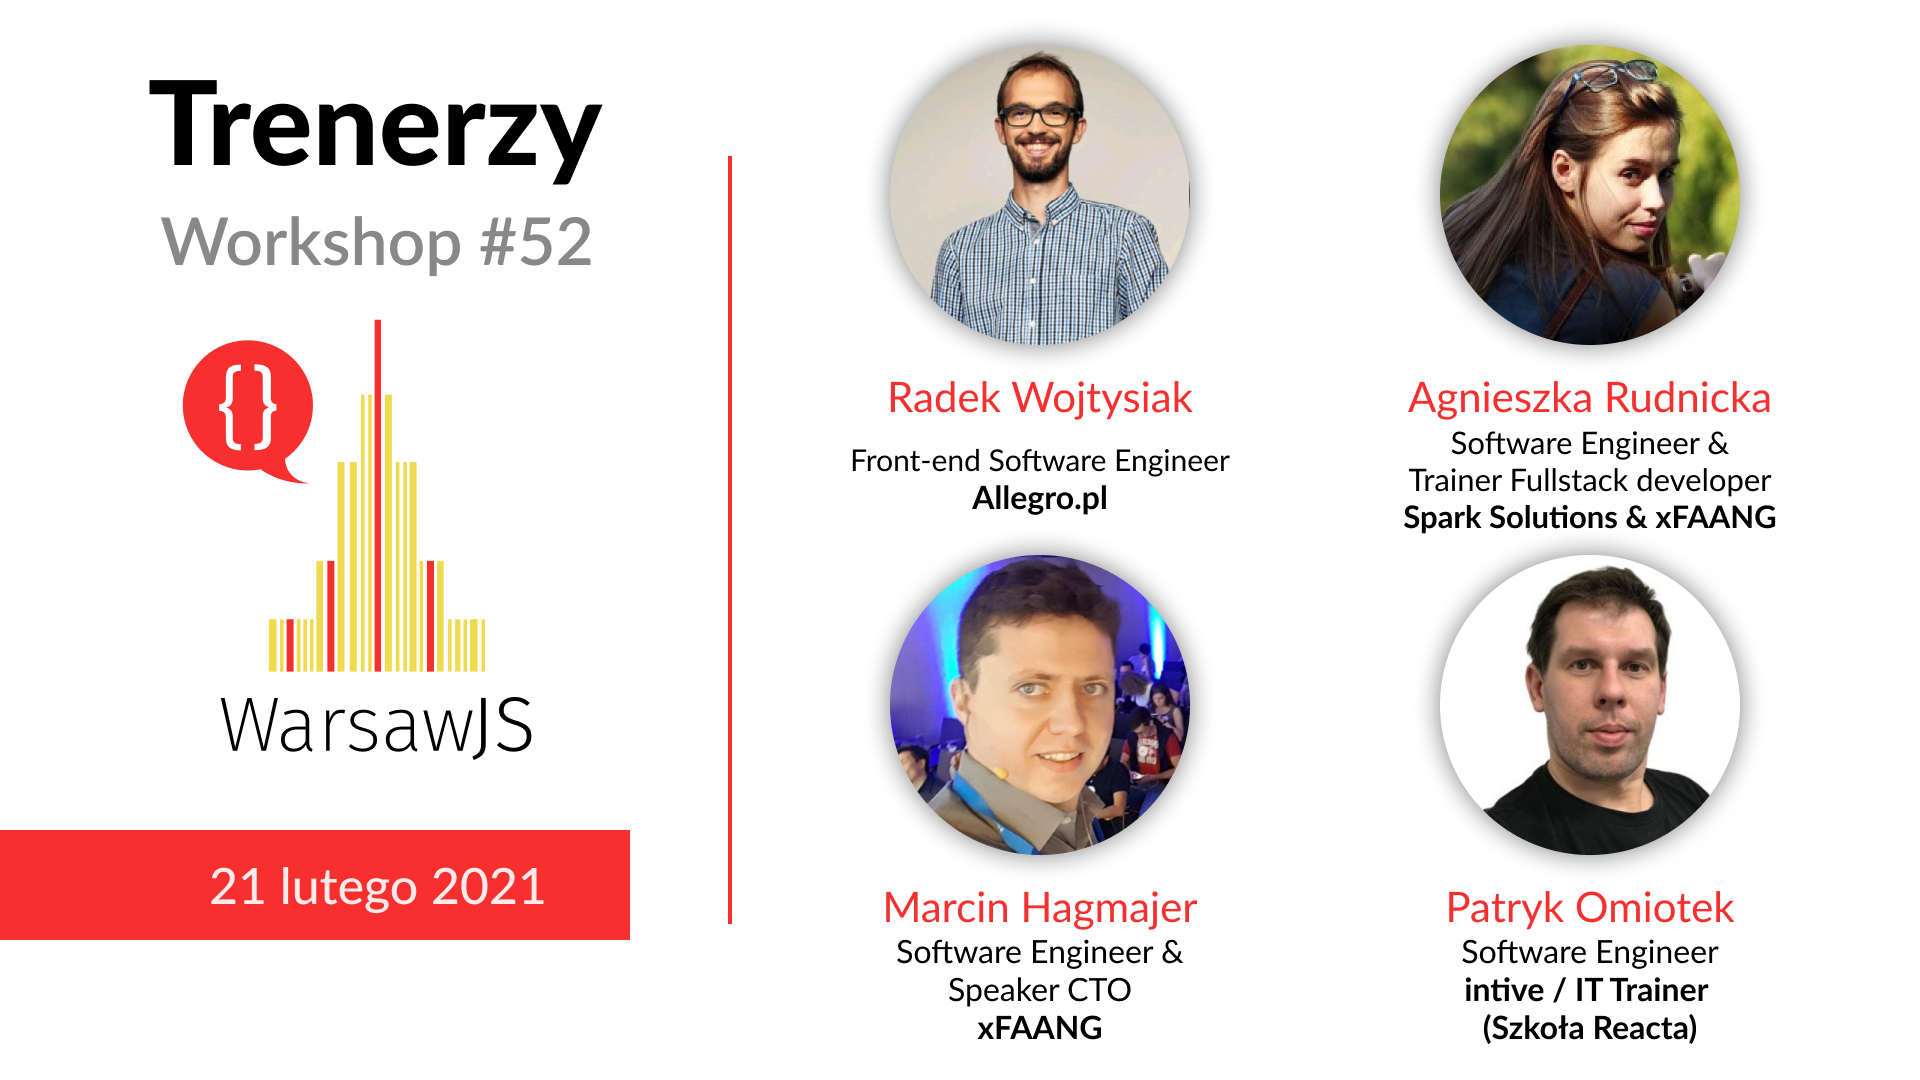 Trenerzy
Workshop #52
{}
WarsawJS
21 lutego 2021
Radek Wojtysiak
Front-end Software Engineer
Allegro.pl
Agnieszka Rudnicka
Software Engineer &
Trainer Fullstack developer
Spark Solutions & xFAANG
Marcin Hagmajer
Software Engineer &
Speaker CTO
xFAANG
Patryk Omiotek
Software Engineer
intive / IT Trainer
(Szkoła Reacta)